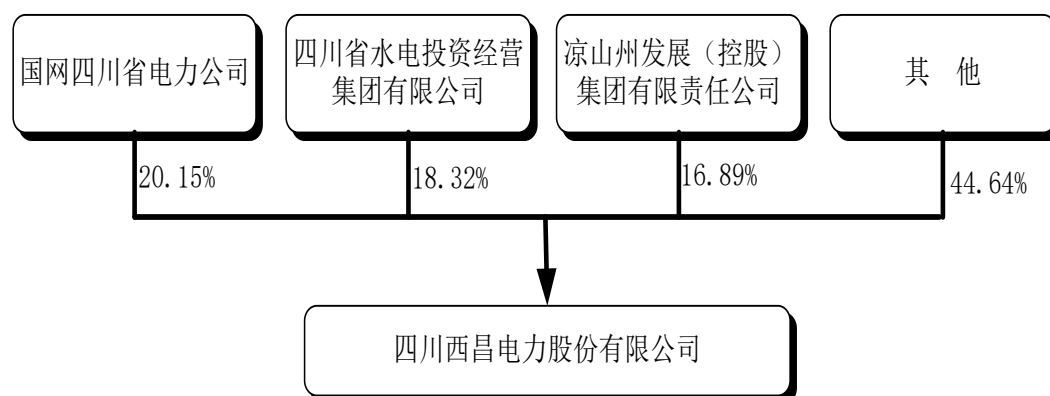 国网四川省电力公司
四川省水电投资经营
集团有限公司
凉山州发展（控股）
集团有限责任公司
其 他
20.15%
18.32%
16.89%
44.64%
四川西昌电力股份有限公司